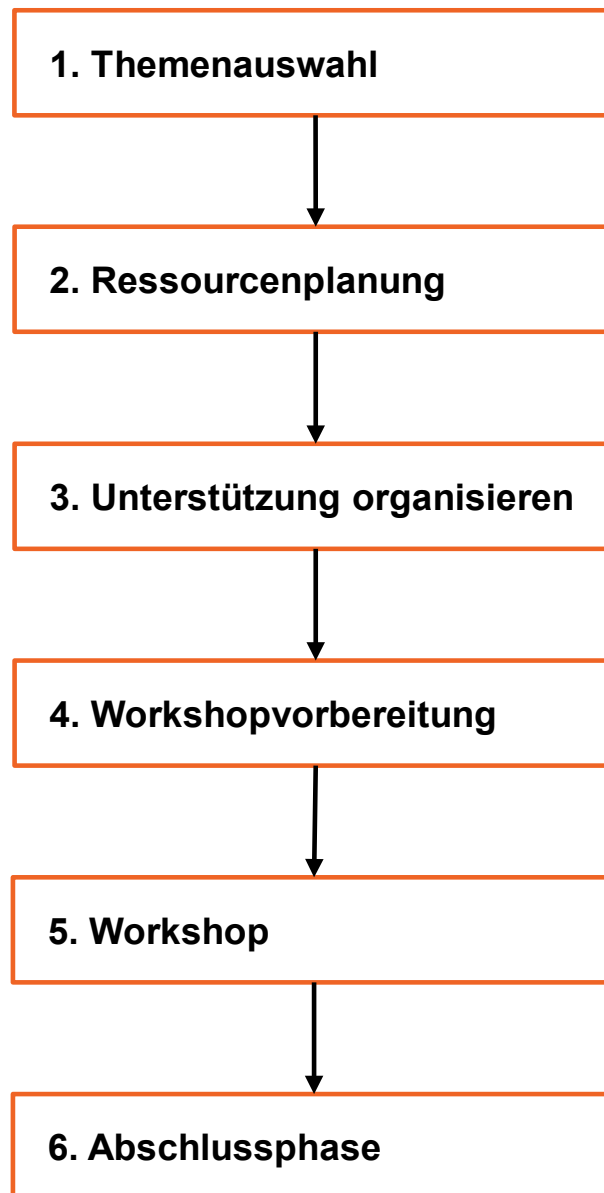 1. Themenauswahl
2. Ressourcenplanung
3. Unterstützung organisieren
4. Workshopvorbereitung
5. Workshop
6. Abschlussphase